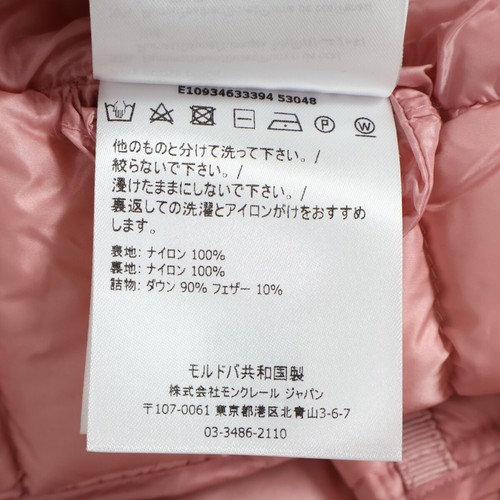 E10934633394 53048
P
W
他のものと分けて洗って下さい。/
絞らないで下さい。/
浸けたままにしないで下さい。/
裏返しての洗濯とアイロンがけをおすすめ
します。
表地: ナイロン 100%
裏地: ナイロン 100%
詰物: ダウン 90% フェザー 10%
モルドバ共和国製
株式会社モンクレール ジャパン
〒107-0061 東京都港区北青山3-6-7
03-3486-2110